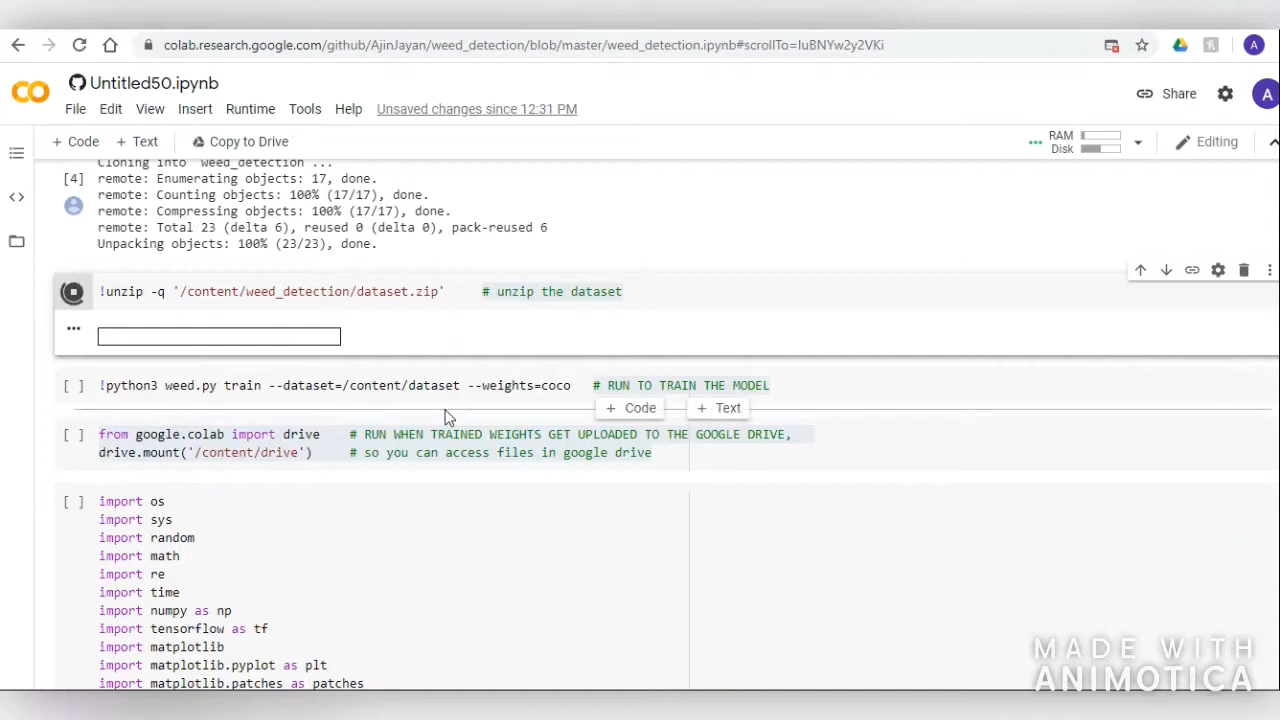 colab.research.google.com/github/AjinJayan/weed_detection/blob/master/weed_detection.ipynb#scrollTo=IuBNYw2y2VKi
A
Untitled50.ipynb
File Edit View Insert Runtime Tools Help Unsaved changes since 12:31 PM
Share
A
+ Code + Text Copy to Drive
RAM
Disk
Editing
Cloning into 'weed_detection'...
[4] remote: Enumerating objects: 17, done.
remote: Counting objects: 100% (17/17), done.
remote: Compressing objects: 100% (17/17), done.
remote: Total 23 (delta 6), reused 0 (delta 0), pack-reused 6
Unpacking objects: 100% (23/23), done.
!unzip -q '/content/weed_detection/dataset.zip' # unzip the dataset
[ ] !python3 weed.py train --dataset=/content/dataset --weights=coco # RUN TO TRAIN THE MODEL
+ Code + Text
[ ] from google.colab import drive # RUN WHEN TRAINED WEIGHTS GET UPLOADED TO THE GOOGLE DRIVE,
drive.mount('/content/drive') # so you can access files in google drive
[ ] import os
import sys
import random
import math
import re
import time
import numpy as np
import tensorflow as tf
import matplotlib
import matplotlib.pyplot as plt
import matplotlib.patches as patches
MADE WITH
ANIMOTICA